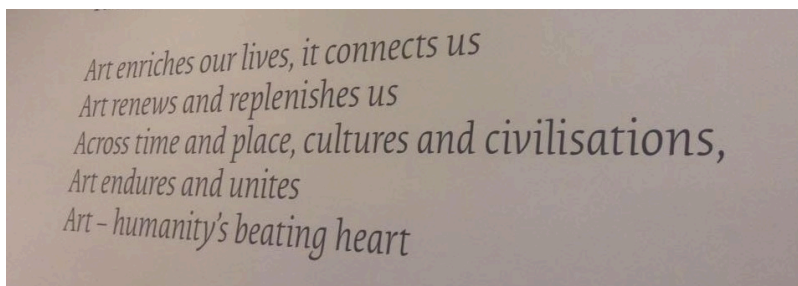 Art enriches our lives, it connects us
Art renews and replenishes us
Across time and place, cultures and civilisations,
Art endures and unites
Art – humanity's beating heart